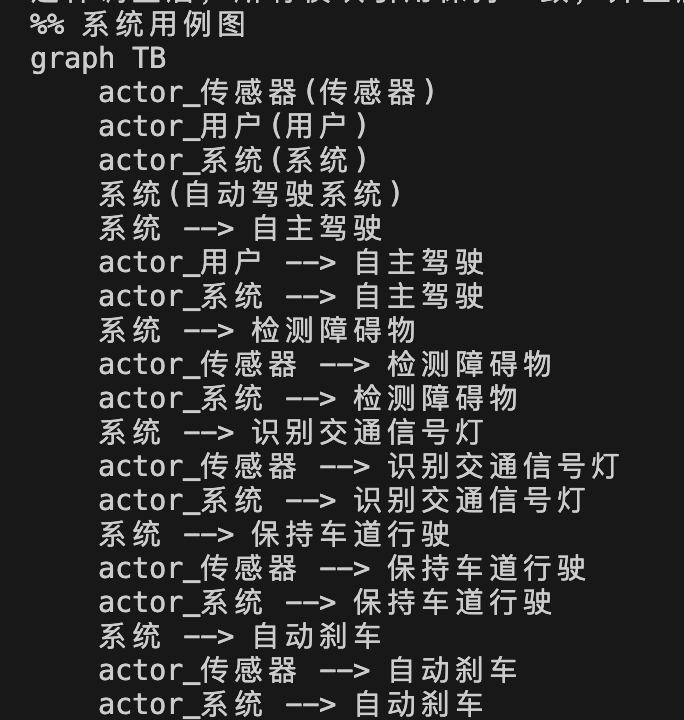 %% 系统用例图
graph TB
actor_传感器(传感器)
actor_用户(用户)
actor_系统(系统)
系统(自动驾驶系统)
系统 --> 自主驾驶
actor_用户 --> 自主驾驶
actor_系统 --> 自主驾驶
系统 --> 检测障碍物
actor_传感器 --> 检测障碍物
actor_系统 --> 检测障碍物
系统 --> 识别交通信号灯
actor_传感器 --> 识别交通信号灯
actor_系统 --> 识别交通信号灯
系统 --> 保持车道行驶
actor_传感器 --> 保持车道行驶
actor_系统 --> 保持车道行驶
系统 --> 自动刹车
actor_传感器 --> 自动刹车
actor_系统 --> 自动刹车